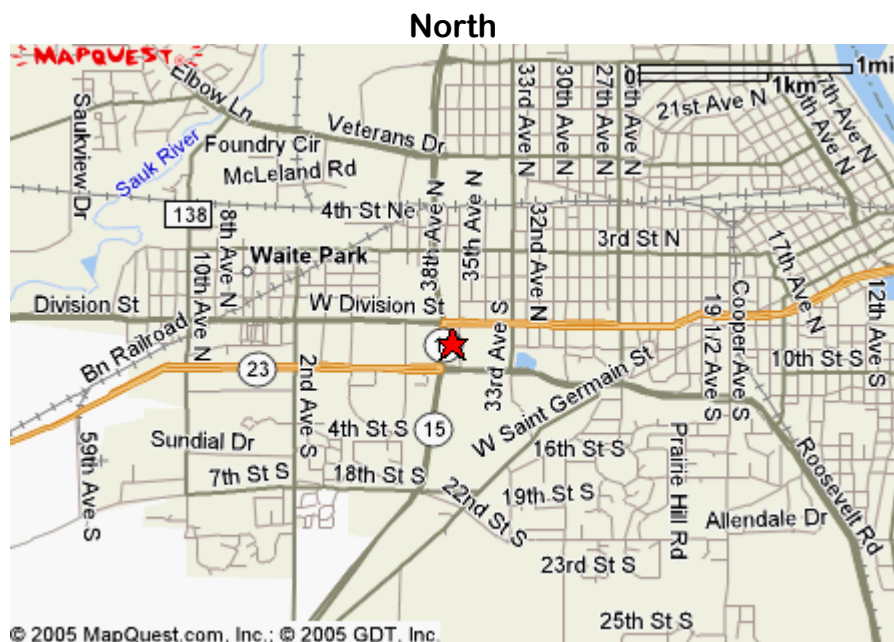 North
MAPQUEST
1mi
1km
Elbow Ln
Saukview Dr
Sauk River
Veterans Dr
Foundry Cir
McLeland Rd
33rd Ave N
30th Ave N
27th Ave N
21st Ave N
138
4th St Ne
38th Ave N
35th Ave N
32nd Ave N
3rd St N
8th Ave N
10th Ave N
Waite Park
17th Ave N
Division St
W Division St
Bn Railroad
33rd Ave S
19 1/2 Ave S
Cooper Ave S
12th Ave S
23
2nd Ave S
10th St S
W Saint Germain St
15
4th St S
Sundial Dr
59th Ave S
7th St S
18th St S
22nd St S
16th St S
19th St S
Prairie Hill Rd
Roosevelt Rd
Allendale Dr
23rd St S
25th St S
© 2005 MapQuest.com, Inc.; © 2005 GDT, Inc.